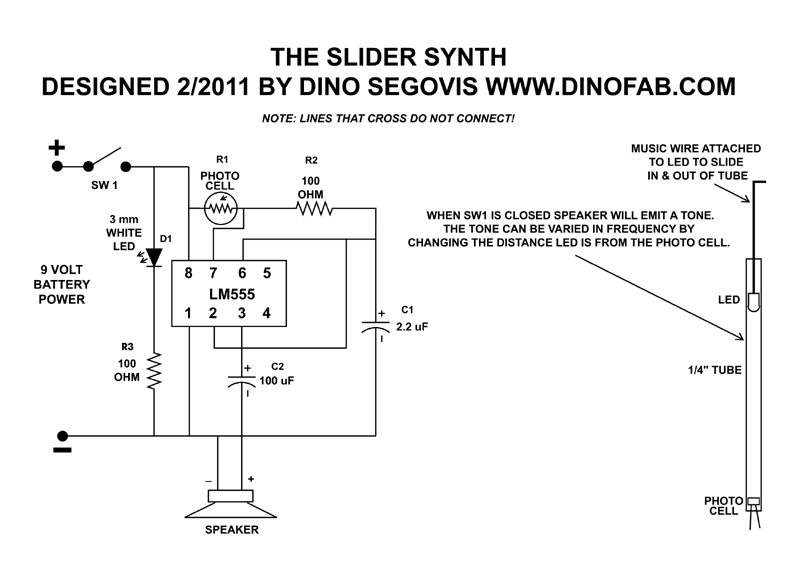 THE SLIDER SYNTH
DESIGNED 2/2011 BY DINO SEGOVIS WWW.DINOFAB.COM
NOTE: LINES THAT CROSS DO NOT CONNECT!
+
SW 1
R1
PHOTO
CELL
R2
100
OHM
3 mm
WHITE
LED
D1
9 VOLT
BATTERY
POWER
8 7 6 5
LM555
1 2 3 4
C1
+
2.2 uF
–
R3
100
OHM
C2
+
100 uF
–
–
– +
SPEAKER
MUSIC WIRE ATTACHED
TO LED TO SLIDE
IN & OUT OF TUBE
WHEN SW1 IS CLOSED SPEAKER WILL EMIT A TONE.
THE TONE CAN BE VARIED IN FREQUENCY BY
CHANGING THE DISTANCE LED IS FROM THE PHOTO CELL.
LED
1/4" TUBE
PHOTO
CELL